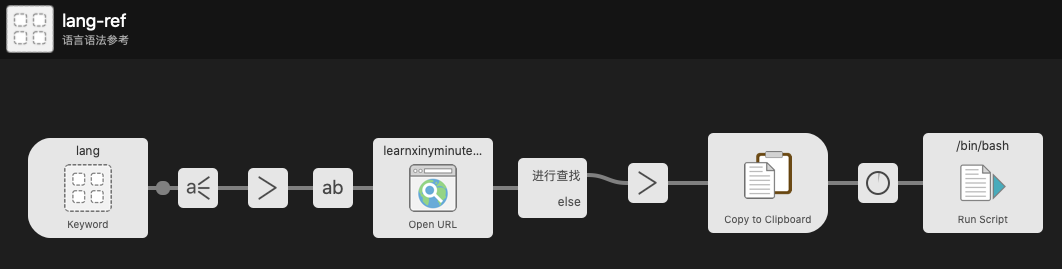 lang-ref
语言语法参考
lang
Keyword
a
ab
learnxinyminute...
Open URL
进行查找
else
Copy to Clipboard
/bin/bash
Run Script